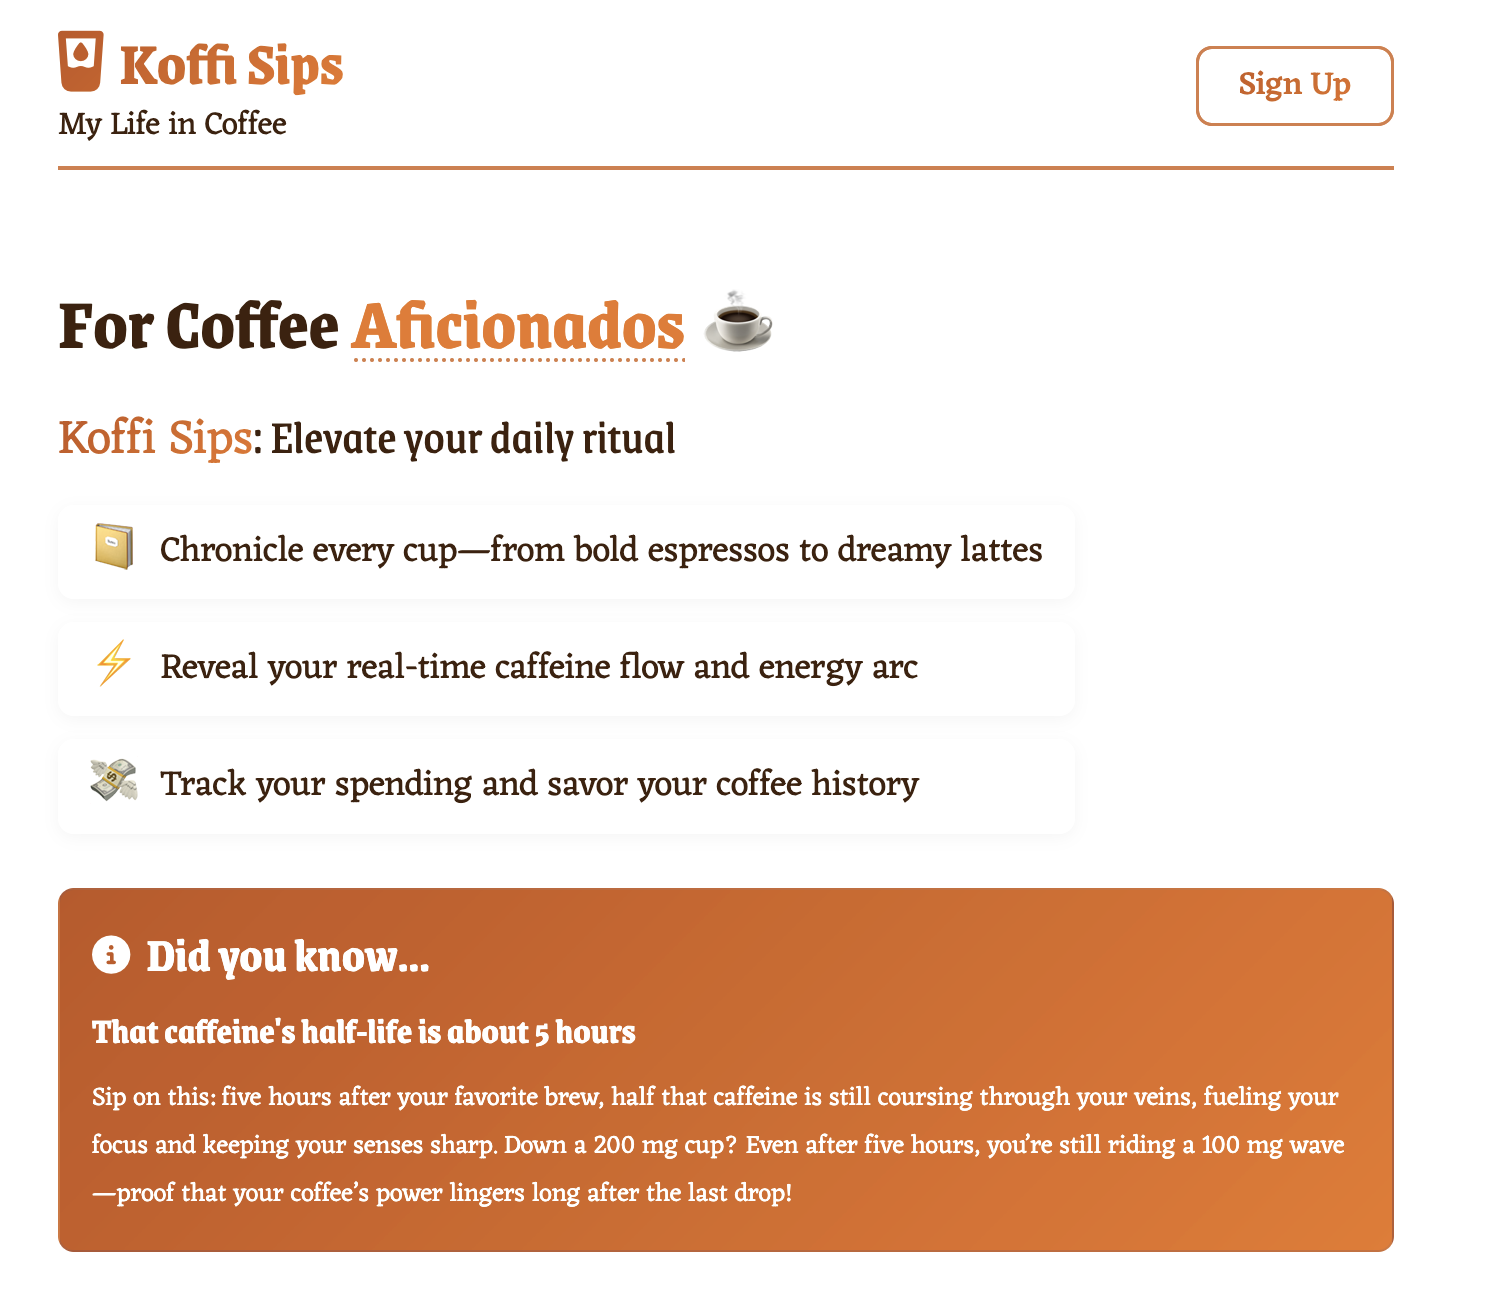 Koffi Sips
My Life in Coffee
Sign Up
For Coffee Aficionados
Koffi Sips: Elevate your daily ritual
Chronicle every cup—from bold espressos to dreamy lattes
Reveal your real-time caffeine flow and energy arc
Track your spending and savor your coffee history
Did you know...
That caffeine's half-life is about 5 hours
Sip on this: five hours after your favorite brew, half that caffeine is still coursing through your veins, fueling your
focus and keeping your senses sharp. Down a 200 mg cup? Even after five hours, you’re still riding a 100 mg wave
—proof that your coffee’s power lingers long after the last drop!